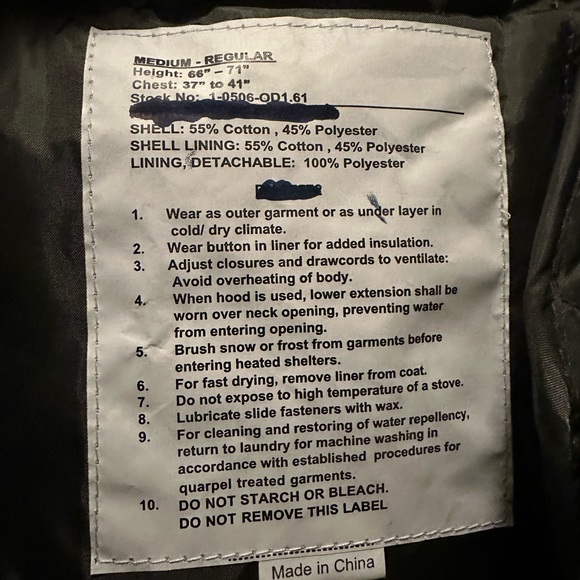 MEDIUM - REGULAR
Height: 66" – 71"
Chest: 37" to 41"
Stock No: 1-0506-OD1.61
SHELL: 55% Cotton , 45% Polyester
SHELL LINING: 55% Cotton , 45% Polyester
LINING, DETACHABLE: 100% Polyester
1. Wear as outer garment or as under layer in
cold/ dry climate.
2. Wear button in liner for added insulation.
3. Adjust closures and drawcords to ventilate:
Avoid overheating of body.
4. When hood is used, lower extension shall be
worn over neck opening, preventing water
from entering opening.
5. Brush snow or frost from garments before
entering heated shelters.
6. For fast drying, remove liner from coat.
7. Do not expose to high temperature of a stove.
8. Lubricate slide fasteners with wax.
9. For cleaning and restoring of water repellency,
return to laundry for machine washing in
accordance with established procedures for
quarpel treated garments.
10. DO NOT STARCH OR BLEACH.
DO NOT REMOVE THIS LABEL
Made in China